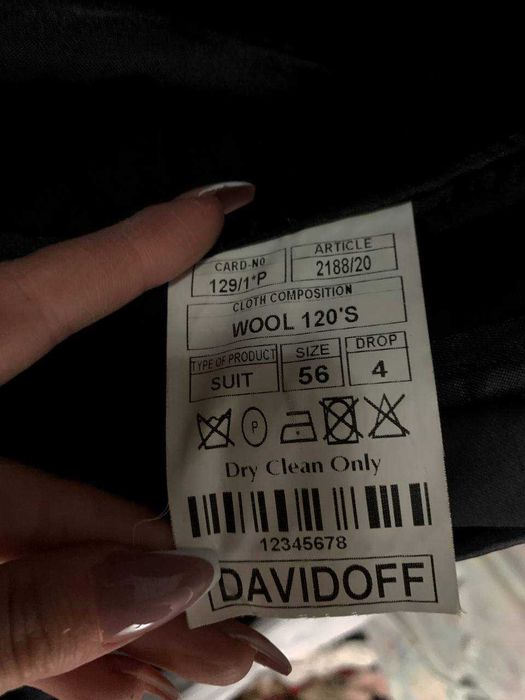 CARD-NO
129/1*P
ARTICLE
2188/20
CLOTH COMPOSITION
WOOL 120'S
TYPE OF PRODUCT
SUIT
SIZE
56
DROP
4
P
Dry Clean Only
12345678
DAVIDOFF